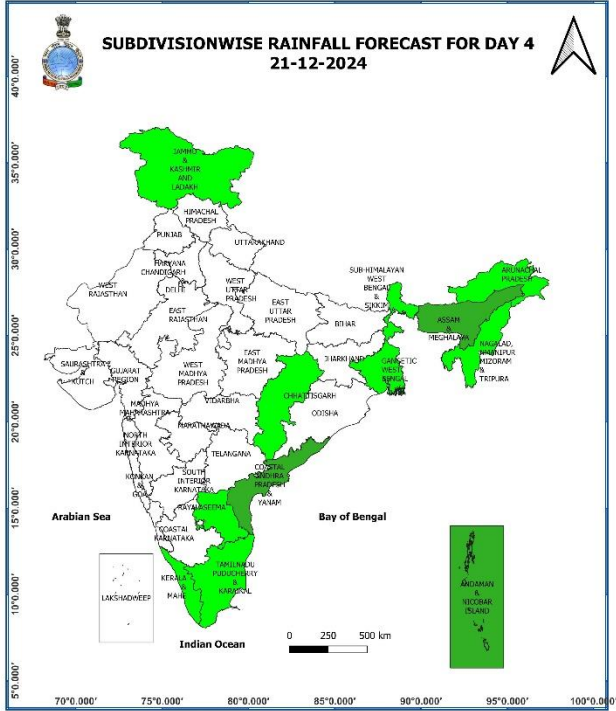 SUBDIVISIONWISE RAINFALL FORECAST FOR DAY 4
21-12-2024
40°0.000'
35°0.000'
30°0.000'
25°0.000'
20°0.000'
15°0.000'
10°0.000'
5°0.000'
JAMMU
&
KASHMIR
AND
LADAKH
HIMACHAL
PRADESH
PUNJAB
UTTARAKHAND
HARYANA
CHANDIGARH
&
DELHI
WEST
RAJASTHAN
WEST
UTTAR
PRADESH
SUB-HIMALAYAN
WEST
BENGAL
&
SIKKIM
ARUNACHAL
PRADESH
EAST
RAJASTHAN
EAST
UTTAR
PRADESH
BIHAR
ASSAM
&
MEGHALAYA
NAGALAD,
MANIPUR
MIZORAM
&
TRIPURA
SAURASHTRA
&
KUTCH
GUJARAT
REGION
WEST
MADHYA
PRADESH
EAST
MADHYA
PRADESH
JHARKHAND
GANGETIC
WEST
BENGAL
CHHATTISGARH
ODISHA
MADHYA
MAHARASHTRA
VIDARBHA
MARATHAWADA
NORTH
INTERIOR
KARNATAKA
TELANGANA
KONKAN
&
GOA
SOUTH
INTERIOR
KARNATAKA
COASTAL
ANDHRA
PRADESH
&
YANAM
RAYALASEEMA
COASTAL
KARNATAKA
Arabian Sea
Bay of Bengal
TAMILNADU
PUDUCHERRY
&
KARAIKAL
KERALA
&
MAHE
LAKSHADWEEP
ANDAMAN
&
NICOBAR
ISLAND
Indian Ocean
0 250 500 km
70°0.000' 75°0.000' 80°0.000' 85°0.000' 90°0.000' 95°0.000' 100°0.000'